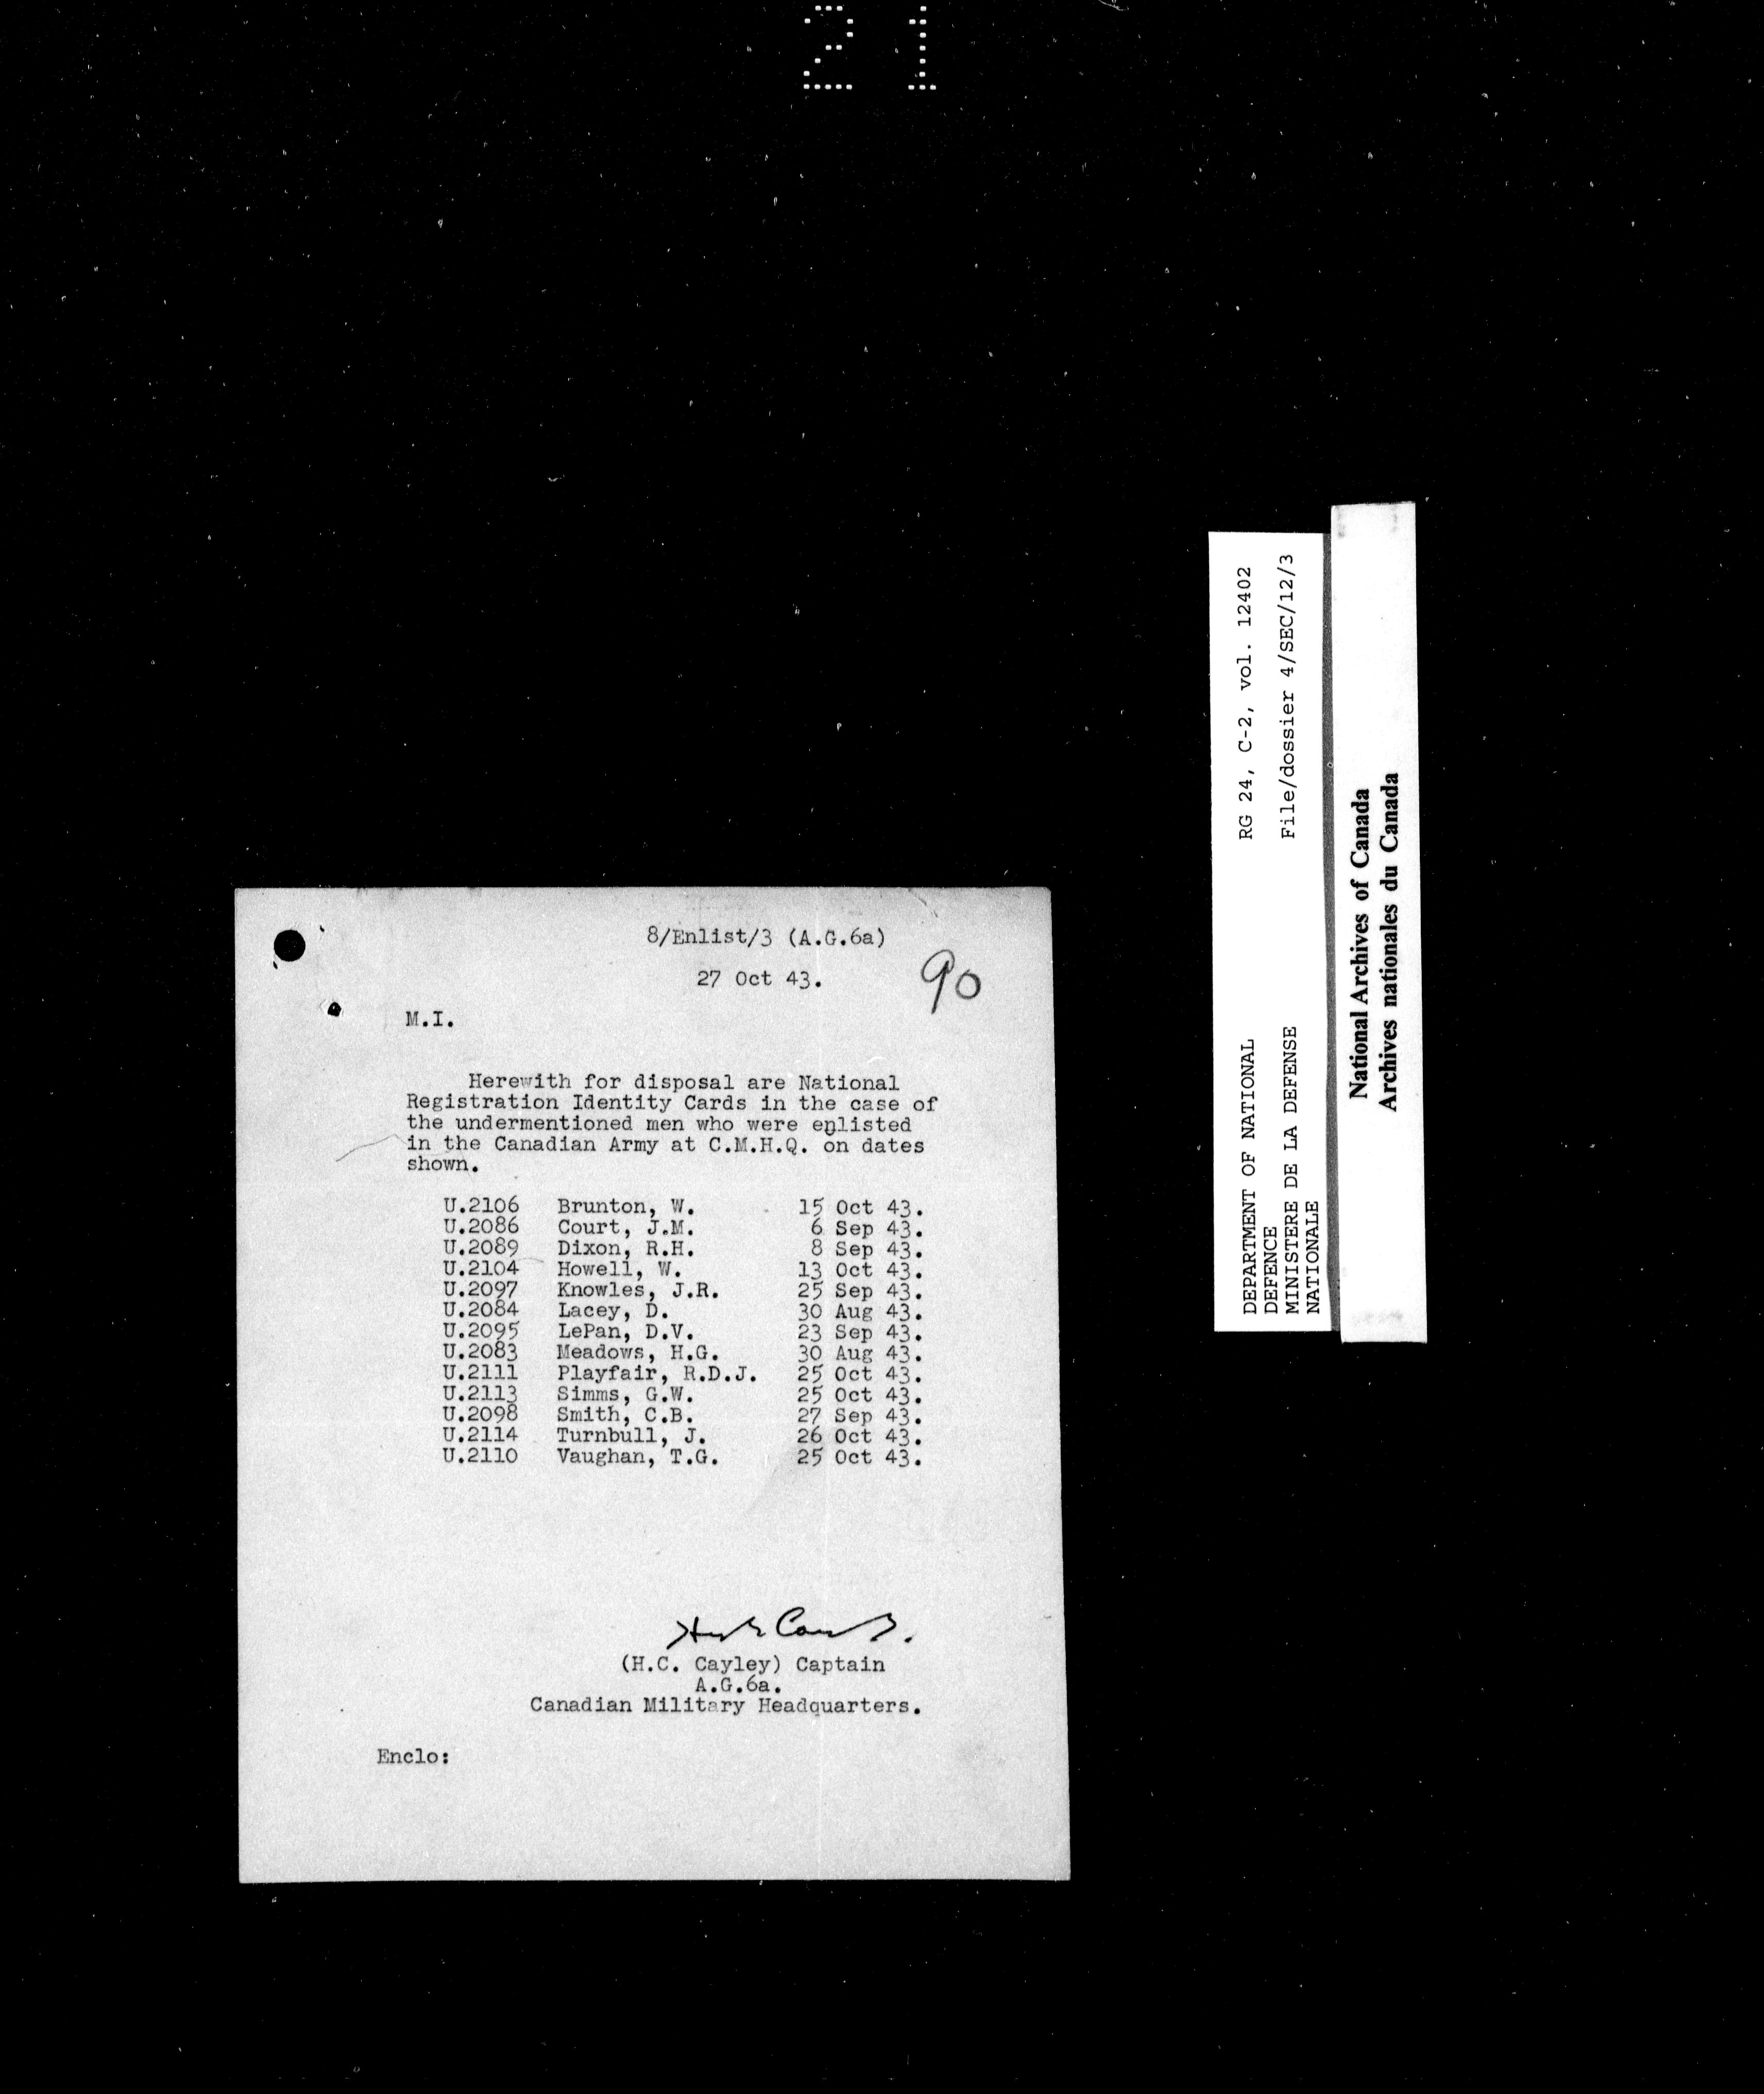 21
8/Enlist/3 (A.G.6a)
27 Oct 43.
90
M.I.
Herewith for disposal are National
Registration Identity Cards in the case of
the undermentioned men who were enlisted
in the Canadian Army at C.M.H.Q. on dates
shown.
U.2106 Brunton, W. 15 Oct 43.
U.2086 Court, J.M. 6 Sep 43.
U.2089 Dixon, R.H. 8 Sep 43.
U.2104 Howell, W. 13 Oct 43.
U.2097 Knowles, J.R. 25 Sep 43.
U.2084 Lacey, D. 30 Aug 43.
U.2095 LePan, D.V. 23 Sep 43.
U.2083 Meadows, H.G. 30 Aug 43.
U.2111 Playfair, R.D.J. 25 Oct 43.
U.2113 Simms, G.W. 25 Oct 43.
U.2098 Smith, C.B. 27 Sep 43.
U.2114 Turnbull, J. 26 Oct 43.
U.2110 Vaughan, T.G. 25 Oct 43.
(H.C. Cayley) Captain
A.G.6a.
Canadian Military Headquarters.
Enclo:
DEPARTMENT OF NATIONAL RG 24, C-2, vol. 12402
DEFENCE
MINISTERE DE LA DEFENSE File/dossier 4/SEC/12/3
NATIONALE
National Archives of Canada
Archives nationales du Canada